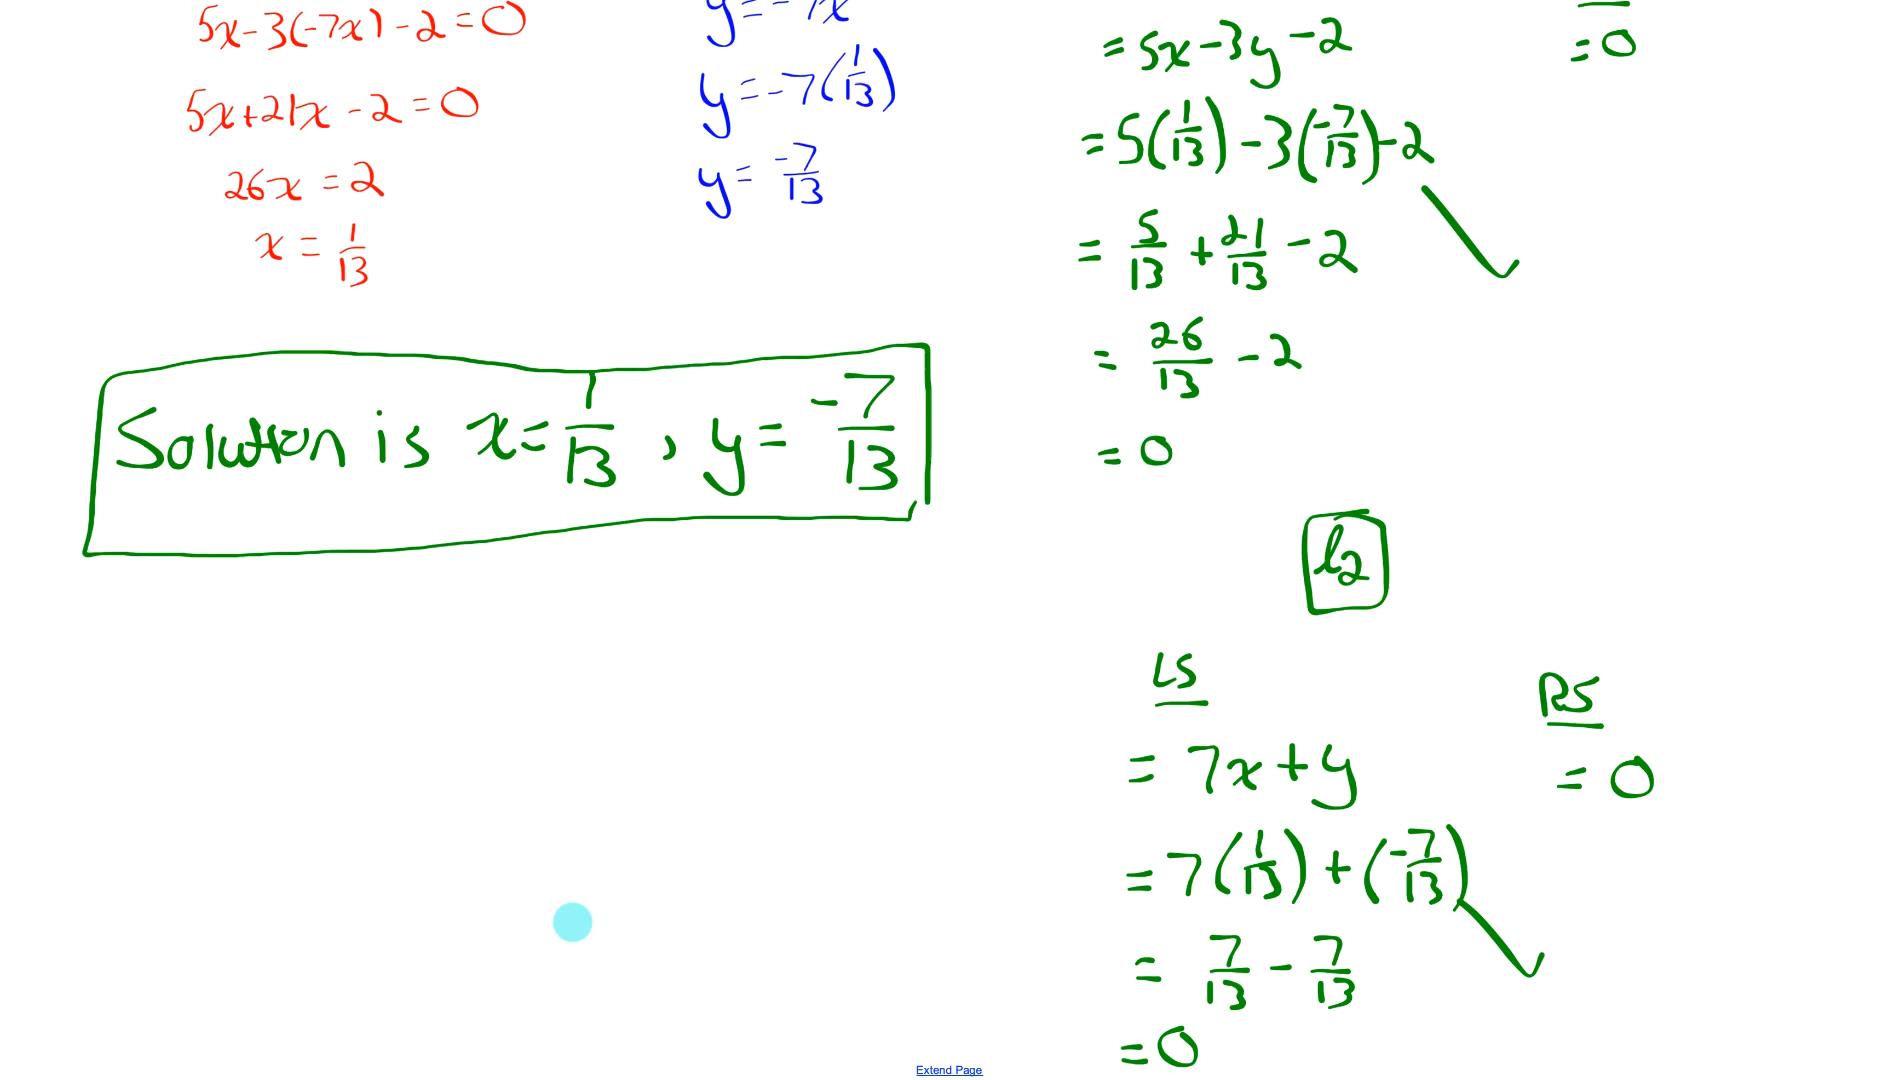 5x-3(-7x)-2=0
5x+21x-2=0
26x=2
x=1/13
y=-7x
y=-7(1/13)
y=-7/13
Solution is x=1/13, y=-7/13
=5x-3y-2
=5(1/13)-3(-7/13)-2
=5/13+21/13-2
=26/13-2
=0
=0
l2
LS
=7x+y
=7(1/13)+(-7/13)
=7/13-7/13
=0
RS
=0
Extend Page